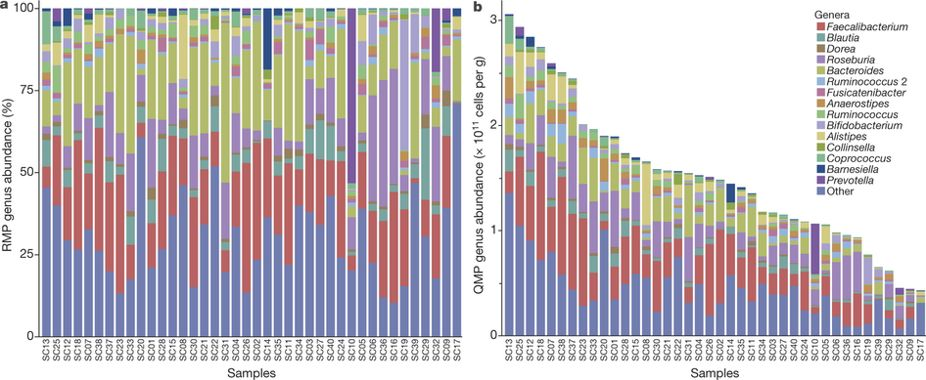 a
b
RMP genus abundance (%)
100
75
50
25
0
SC13 SC25 SC12 SC18 SC07 SC38 SC37 SC23 SC33 SC20 SC01 SC28 SC15 SC08 SC30 SC21 SC22 SC31 SC04 SC26 SC02 SC14 SC35 SC11 SC34 SC03 SC27 SC40 SC24 SC10 SC05 SC06 SC36 SC16 SC19 SC39 SC29 SC32 SC09 SC17
Samples
QMP genus abundance (× 10¹¹ cells per g)
3
2
1
0
SC13 SC25 SC12 SC18 SC07 SC38 SC37 SC23 SC33 SC20 SC01 SC28 SC15 SC08 SC30 SC21 SC22 SC31 SC04 SC26 SC02 SC14 SC35 SC11 SC34 SC03 SC27 SC40 SC24 SC10 SC05 SC06 SC36 SC16 SC19 SC39 SC29 SC32 SC09 SC17
Samples
Genera
Faecalibacterium
Blautia
Dorea
Roseburia
Bacteroides
Ruminococcus 2
Fusicatenibacter
Anaerostipes
Ruminococcus
Bifidobacterium
Alistipes
Collinsella
Coprococcus
Barnesiella
Prevotella
Other